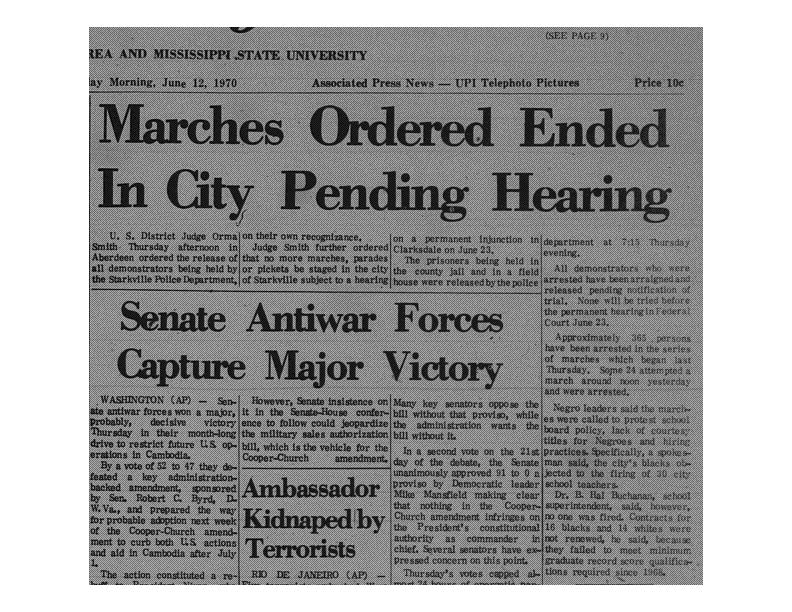 (SEE PAGE 9)
REA AND MISSISSIPPI STATE UNIVERSITY
ay Morning, June 12, 1970
Associated Press News — UPI Telephoto Pictures
Price 10c
Marches Ordered Ended
In City Pending Hearing
U. S. District Judge Orma
Smith Thursday afternoon in
Aberdeen ordered the release of
all demonstrators being held by
the Starkville Police Department,
on their own recognizance.
Judge Smith further ordered
that no more marches, parades
or pickets be staged in the city
of Starkville subject to a hearing
on a permanent injunction in
Clarksdale on June 23.
The prisoners being held in
the county jail and in a field
house were released by the police
department at 7:15 Thursday
evening.
All demonstrators who were
arrested have been arraigned and
released pending notification of
trial. None will be tried before
the permanent hearing in Federal
Court June 23.
Approximately 365 persons
have been arrested in the series
of marches which began last
Thursday. Some 24 attempted a
march around noon yesterday
and were arrested.
Negro leaders said the march-
es were called to protest school
board policy, lack of courtesy
titles for Negroes and hiring
practices. Specifically, a spokes-
man said, the city's blacks ob-
jected to the firing of 30 city
school teachers.
Dr. B. Hal Buchanan, school
superintendent, said, however,
no one was fired. Contracts for
16 blacks and 14 whites were
not renewed, he said, because
they failed to meet minimum
graduate record score qualifica-
tions required since 1968.
Senate Antiwar Forces
Capture Major Victory
WASHINGTON (AP) — Sen-
ate antiwar forces won a major,
probably, decisive victory
Thursday in their month-long
drive to restrict future U.S. op-
erations in Cambodia.
By a vote of 52 to 47 they de-
feated a key administration-
backed amendment, sponsored
by Sen. Robert C. Byrd, D-
W.Va., and prepared the way
for probable adoption next week
of the Cooper-Church amend-
ment to curb both U.S. actions
and aid in Cambodia after July
1.
The action constituted a re-
However, Senate insistence on
it in the Senate-House confer-
ence to follow could jeopardize
the military sales authorization
bill, which is the vehicle for the
Cooper-Church amendment.
Ambassador
Kidnaped by
Terrorists
RIO DE JANEIRO (AP) —
Many key senators oppose the
bill without that proviso, while
the administration wants the
bill without it.
In a second vote on the 21st
day of the debate, the Senate
unanimously approved 91 to 0 a
proviso by Democratic leader
Mike Mansfield making clear
that nothing in the Cooper-
Church amendment infringes on
the President's constitutional
authority as commander in
chief. Several senators have ex-
pressed concern on this point.
Thursday's votes capped al-